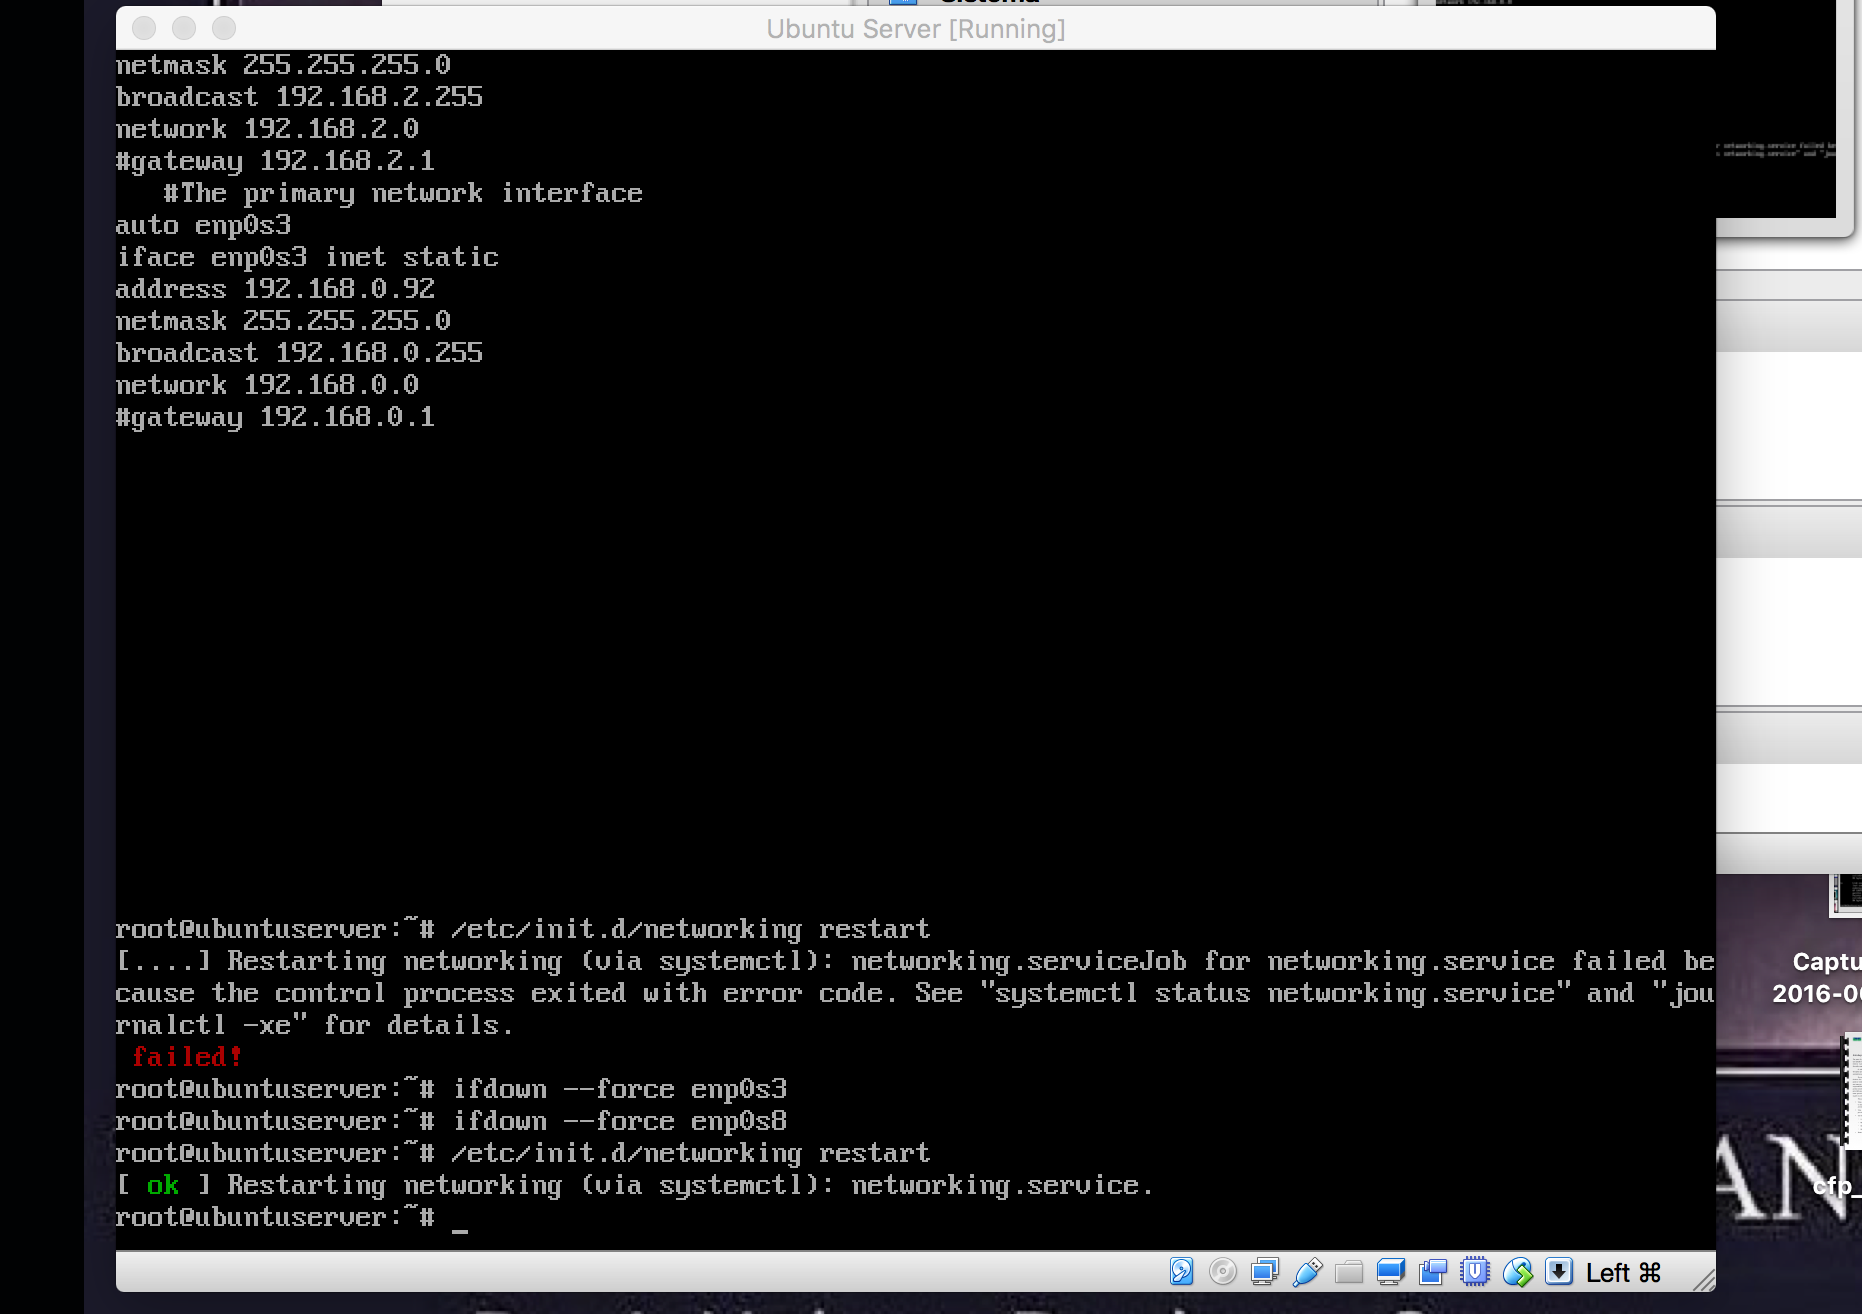 Sistema
Ubuntu Server [Running]
netmask 255.255.255.0
broadcast 192.168.2.255
network 192.168.2.0
#gateway 192.168.2.1
#The primary network interface
auto enp0s3
iface enp0s3 inet static
address 192.168.0.92
netmask 255.255.255.0
broadcast 192.168.0.255
network 192.168.0.0
#gateway 192.168.0.1
root@ubuntuserver:~# /etc/init.d/networking restart
[....] Restarting networking (via systemctl): networking.serviceJob for networking.service failed be
cause the control process exited with error code. See "systemctl status networking.service" and "jou
rnalctl -xe" for details.
failed!
root@ubuntuserver:~# ifdown --force enp0s3
root@ubuntuserver:~# ifdown --force enp0s8
root@ubuntuserver:~# /etc/init.d/networking restart
[ ok ] Restarting networking (via systemctl): networking.service.
root@ubuntuserver:~# _
Left ⌘
Captu
2016-0
AN
cfp_